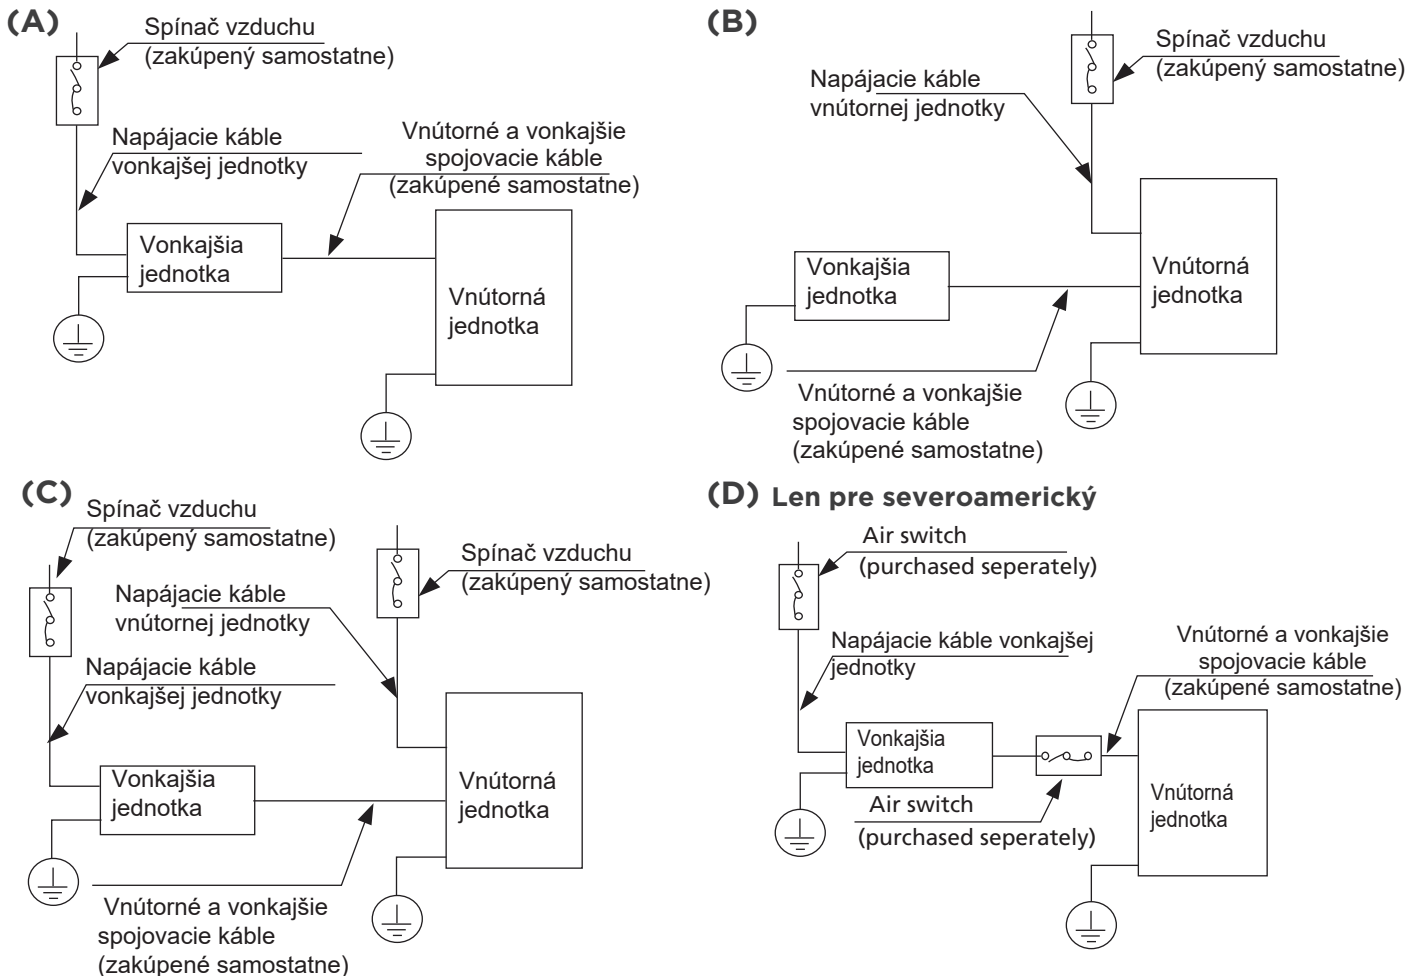 (A)
Spínač vzduchu
(zakúpený samostatne)
Napájacie káble
vonkajšej jednotky
Vnútorné a vonkajšie
spojovacie káble
(zakúpené samostatne)
Vonkajšia
jednotka
Vnútorná
jednotka
(B)
Spínač vzduchu
(zakúpený samostatne)
Napájacie káble
vnútornej jednotky
Vonkajšia
jednotka
Vnútorná
jednotka
Vnútorné a vonkajšie
spojovacie káble
(zakúpené samostatne)
(C)
Spínač vzduchu
(zakúpený samostatne)
Spínač vzduchu
(zakúpený samostatne)
Napájacie káble
vnútornej jednotky
Napájacie káble
vonkajšej jednotky
Vonkajšia
jednotka
Vnútorná
jednotka
Vnútorné a vonkajšie
spojovacie káble
(zakúpené samostatne)
(D) Len pre severoamerický
Air switch
(purchased seperately)
Napájacie káble vonkajšej
jednotky
Vnútorné a vonkajšie
spojovacie káble
(zakúpené samostatne)
Vonkajšia
jednotka
Air switch
(purchased seperately)
Vnútorná
jednotka